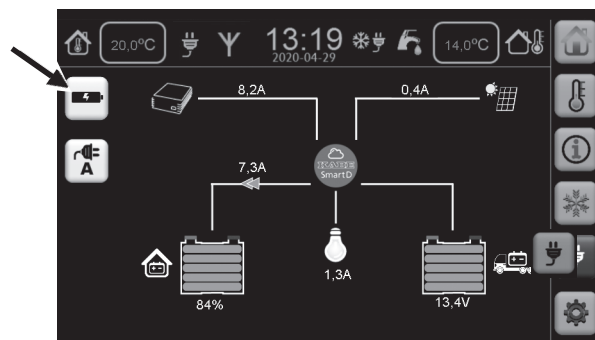 20,0°C
13:19
2020-04-29
14,0°C
8,2A
0,4A
A
7,3A
KABE
SmartD
1,3A
84%
13,4V